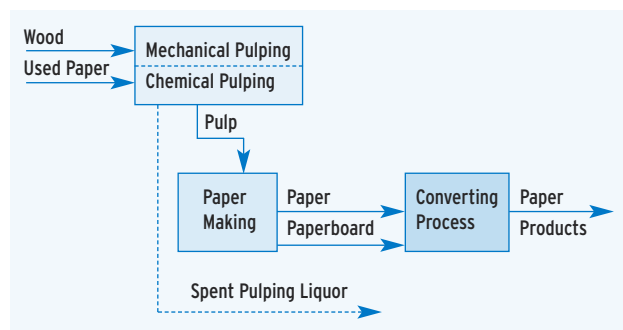 Wood
Used Paper
Mechanical Pulping
Chemical Pulping
Pulp
Paper
Making
Paper
Paperboard
Converting
Process
Paper
Products
Spent Pulping Liquor